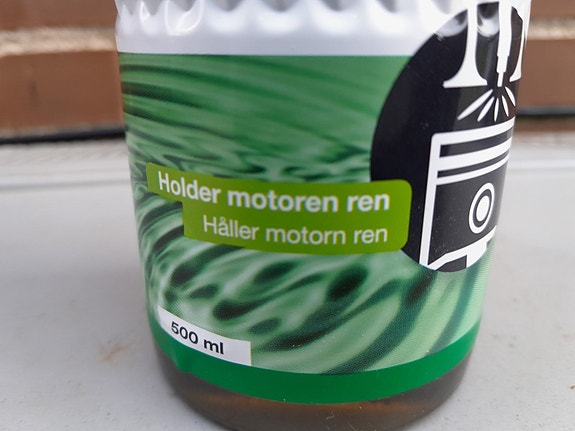 Holder motoren ren
Håller motorn ren
500 ml